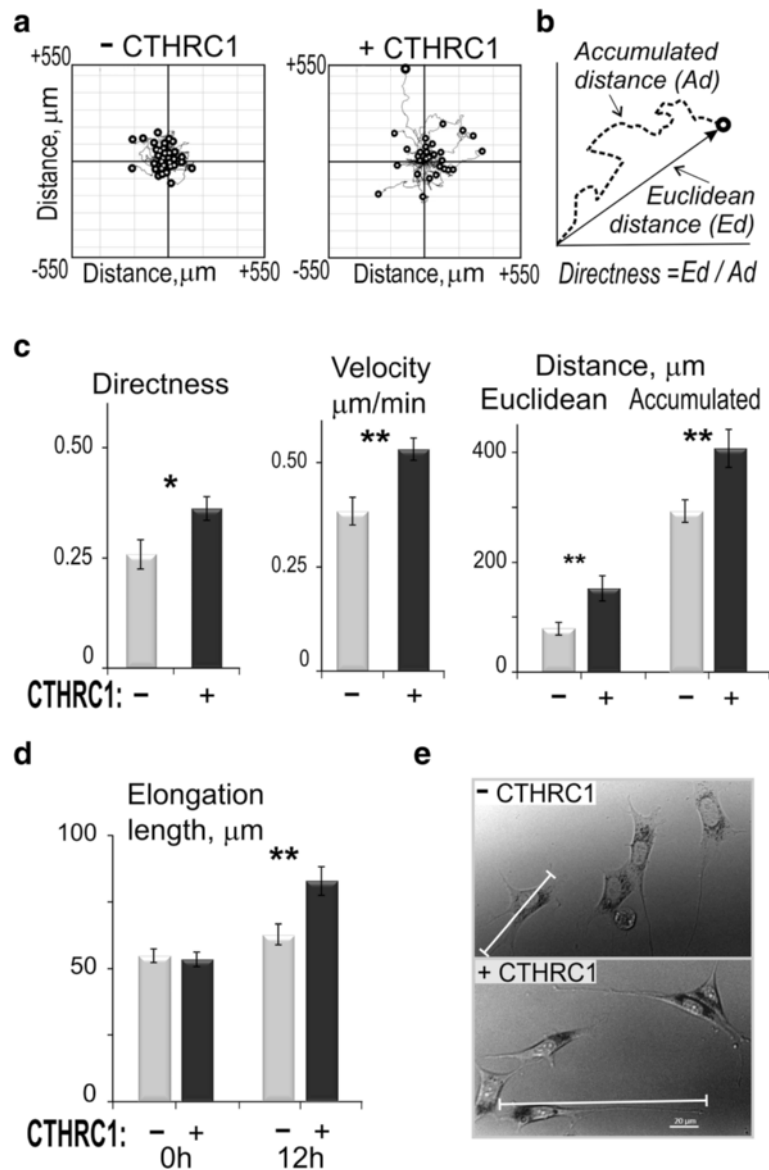 a
− CTHRC1
+ CTHRC1
+550
+550
Distance, μm
-550
Distance, μm
+550
-550
Distance, μm
+550
b
Accumulated
distance (Ad)
Euclidean
distance (Ed)
Directness =Ed / Ad
c
Directness
0.50
*
0.25
0
CTHRC1: − +
Velocity
μm/min
0.50
**
0.25
0
− +
Distance, μm
Euclidean Accumulated
400
**
200
**
0
− + − +
d
Elongation
length, μm
100
**
50
0
CTHRC1: − + − +
0h 12h
e
− CTHRC1
+ CTHRC1
20 μm